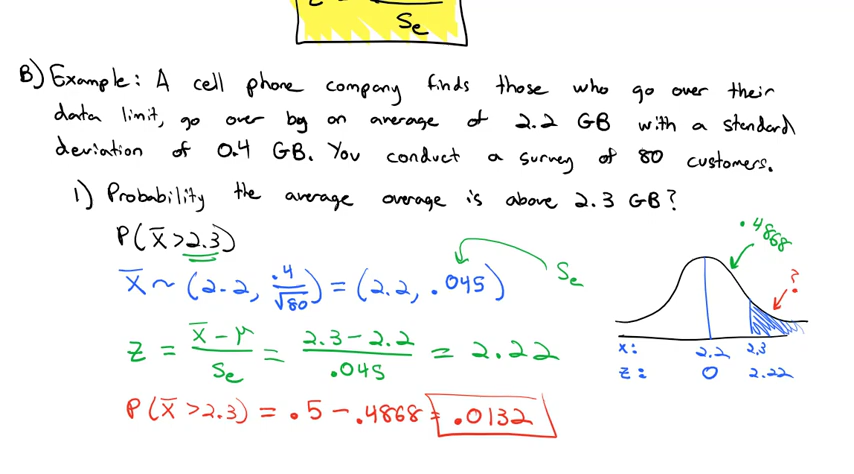 Se
B) Example: A cell phone company finds those who go over their
data limit, go over by on average of 2.2 GB with a standard
deviation of 0.4 GB. You conduct a survey of 80 customers.
1) Probability the average overage is above 2.3 GB?
P(x̄ > 2.3)
x̄ ~ (2.2, .4/√80) = (2.2, .045) Se
z = (x̄ - μ)/Se = (2.3 - 2.2)/.045 = 2.22
P(x̄ > 2.3) = .5 - .4868 = .0132
.4868
?
x: 2.2 2.3
z: 0 2.22